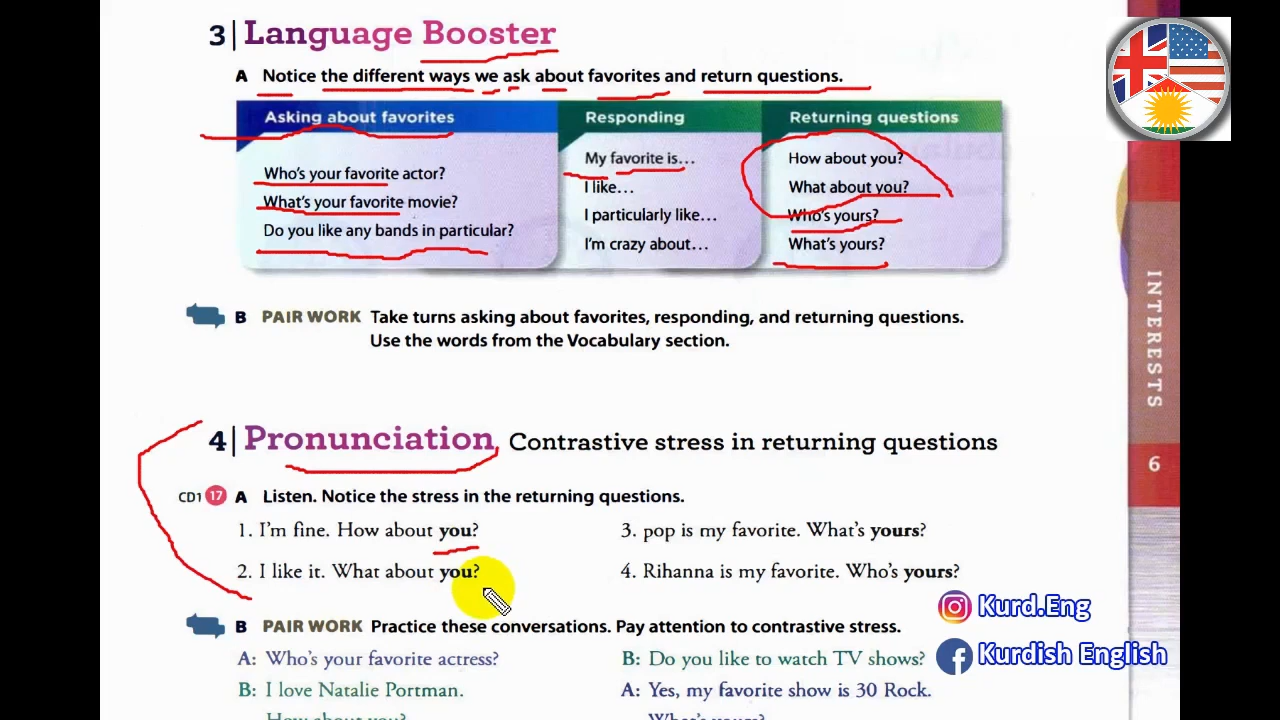 3 | Language Booster
A Notice the different ways we ask about favorites and return questions.
Asking about favorites
Who's your favorite actor?
What's your favorite movie?
Do you like any bands in particular?
Responding
My favorite is...
I like...
I particularly like...
I'm crazy about...
Returning questions
How about you?
What about you?
Who's yours?
What's yours?
B PAIR WORK Take turns asking about favorites, responding, and returning questions.
Use the words from the Vocabulary section.
4 | Pronunciation Contrastive stress in returning questions
CD1 17 A Listen. Notice the stress in the returning questions.
1. I'm fine. How about you?
2. I like it. What about you?
3. pop is my favorite. What's yours?
4. Rihanna is my favorite. Who's yours?
B PAIR WORK Practice these conversations. Pay attention to contrastive stress.
A: Who's your favorite actress?
B: I love Natalie Portman.
How about you?
B: Do you like to watch TV shows?
A: Yes, my favorite show is 30 Rock.
What's yours?
INTERESTS
6
Kurd.Eng
Kurdish English